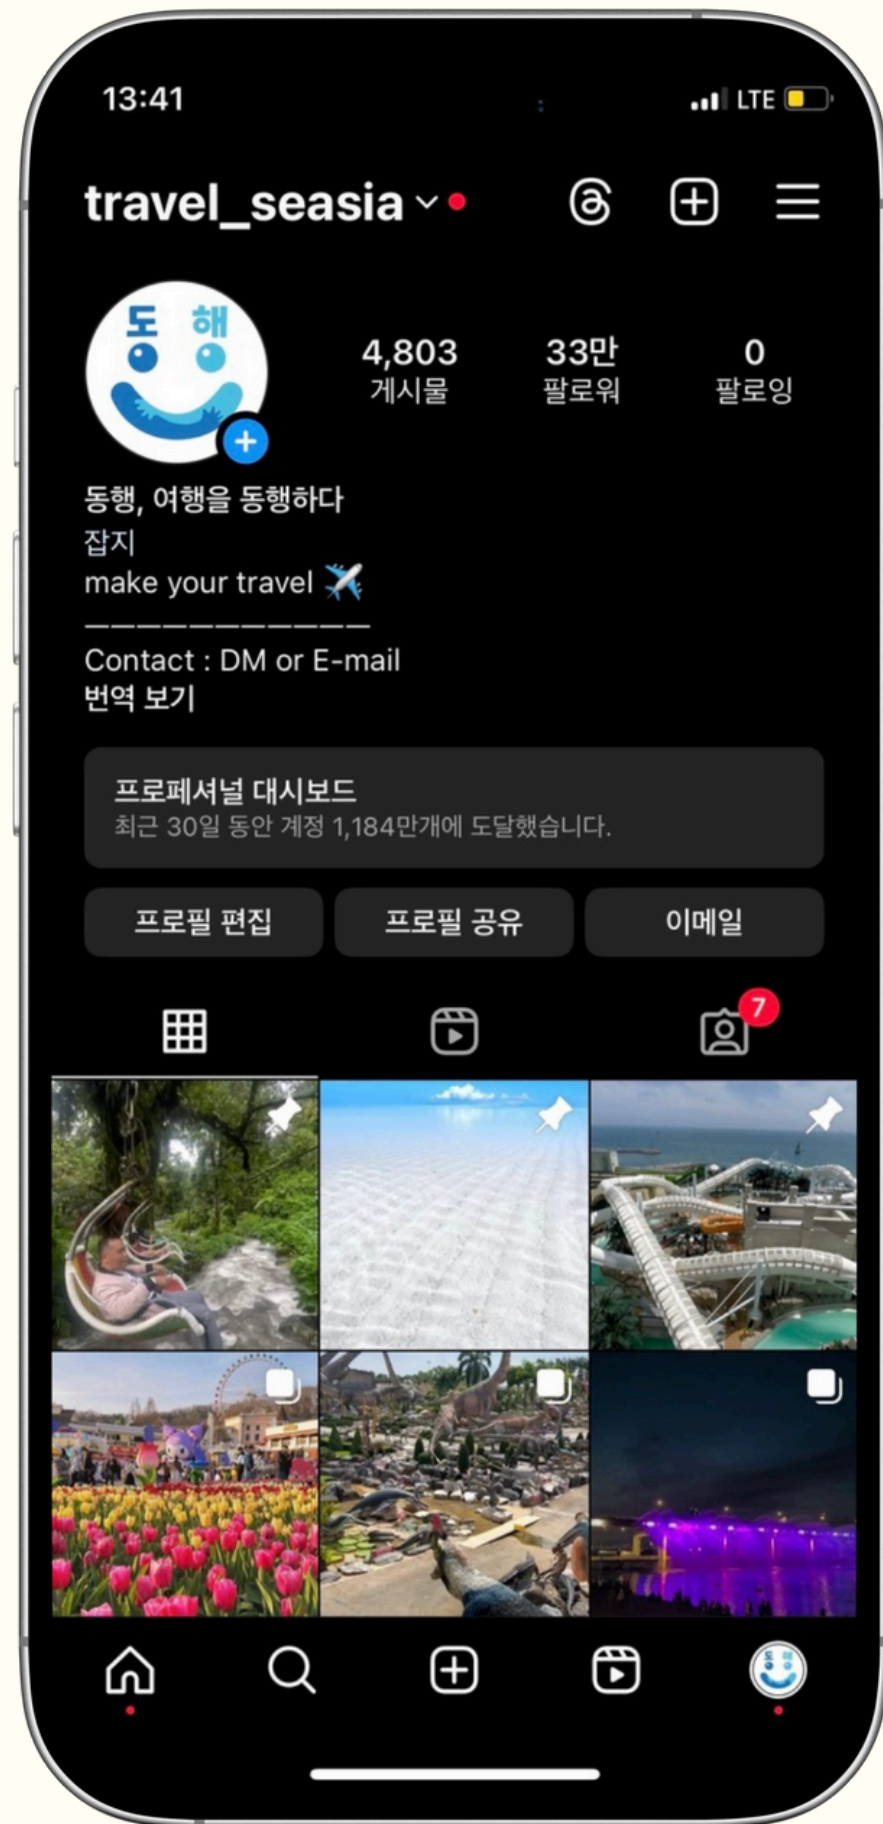 13:41
LTE
travel_seasia
동해
4,803
게시물
33만
팔로워
0
팔로잉
동행, 여행을 동행하다
잡지
make your travel ✈️
___________
Contact : DM or E-mail
번역 보기
프로페셔널 대시보드
최근 30일 동안 계정 1,184만개에 도달했습니다.
프로필 편집
프로필 공유
이메일
7
동해